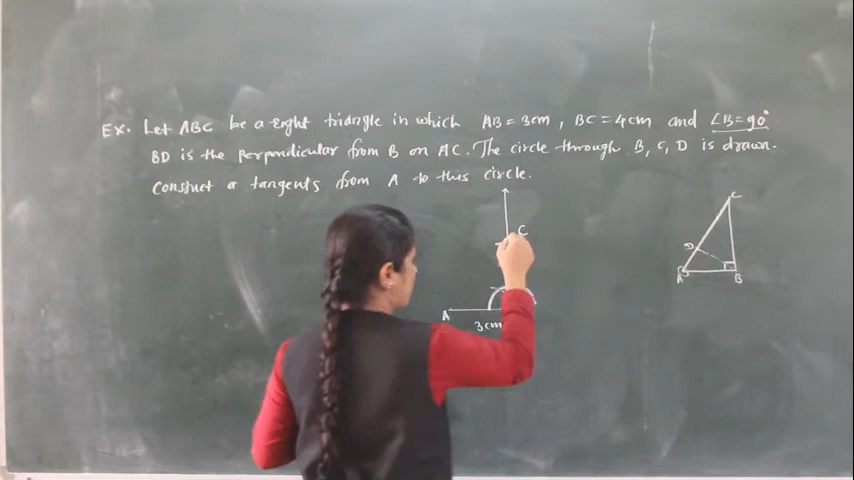 Ex. Let ABC be a right triangle in which AB = 3cm, BC = 4cm and ∠B = 90°
BD is the perpendicular from B on AC. The circle through B, C, D is drawn.
Construct a tangents from A to this circle.
C
A
3cm
C
D
A
B